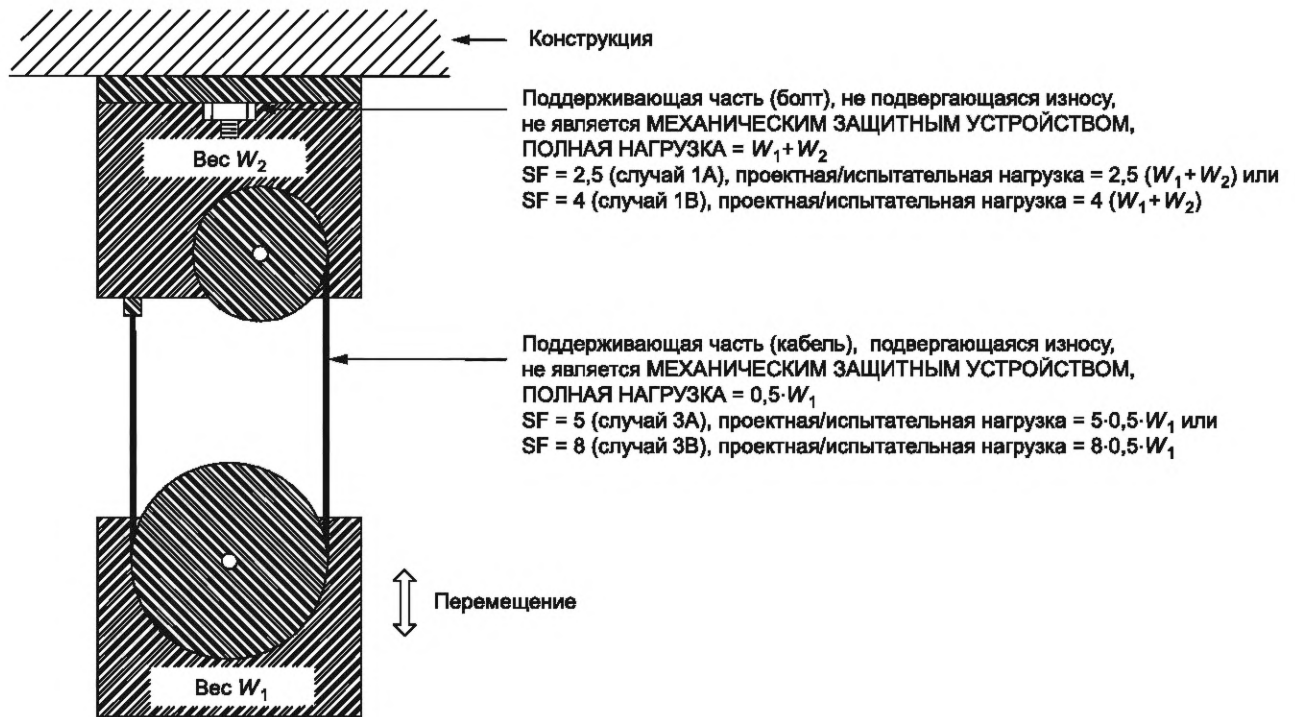 Конструкция
Поддерживающая часть (болт), не подвергающаяся износу,
не является МЕХАНИЧЕСКИМ ЗАЩИТНЫМ УСТРОЙСТВОМ,
ПОЛНАЯ НАГРУЗКА = W₁+ W₂
SF = 2,5 (случай 1A), проектная/испытательная нагрузка = 2,5 (W₁+ W₂) или
SF = 4 (случай 1B), проектная/испытательная нагрузка = 4 (W₁+ W₂)
Вес W₂
Поддерживающая часть (кабель), подвергающаяся износу,
не является МЕХАНИЧЕСКИМ ЗАЩИТНЫМ УСТРОЙСТВОМ,
ПОЛНАЯ НАГРУЗКА = 0,5·W₁
SF = 5 (случай 3A), проектная/испытательная нагрузка = 5·0,5·W₁ или
SF = 8 (случай 3B), проектная/испытательная нагрузка = 8·0,5·W₁
Перемещение
Вес W₁